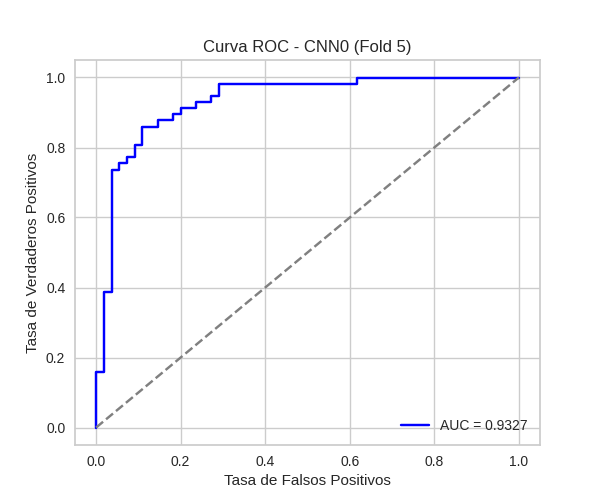 Curva ROC - CNN0 (Fold 5)
1.0
0.8
0.6
0.4
0.2
0.0
Tasa de Verdaderos Positivos
AUC = 0.9327
0.0 0.2 0.4 0.6 0.8 1.0
Tasa de Falsos Positivos